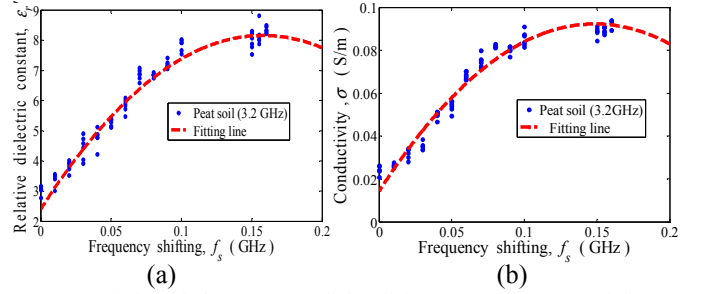 Relative dielectric constant, εr'
9
8
7
6
5
4
3
2
0
0.05
0.1
0.15
0.2
Peat soil (3.2 GHz)
Fitting line
Frequency shifting, fs ( GHz )
(a)
Conductivity , σ ( S/m )
0.1
0.08
0.06
0.04
0.02
0
0
0.05
0.1
0.15
0.2
Peat soil (3.2GHz)
Fitting line
Frequency shifting, fs ( GHz )
(b)